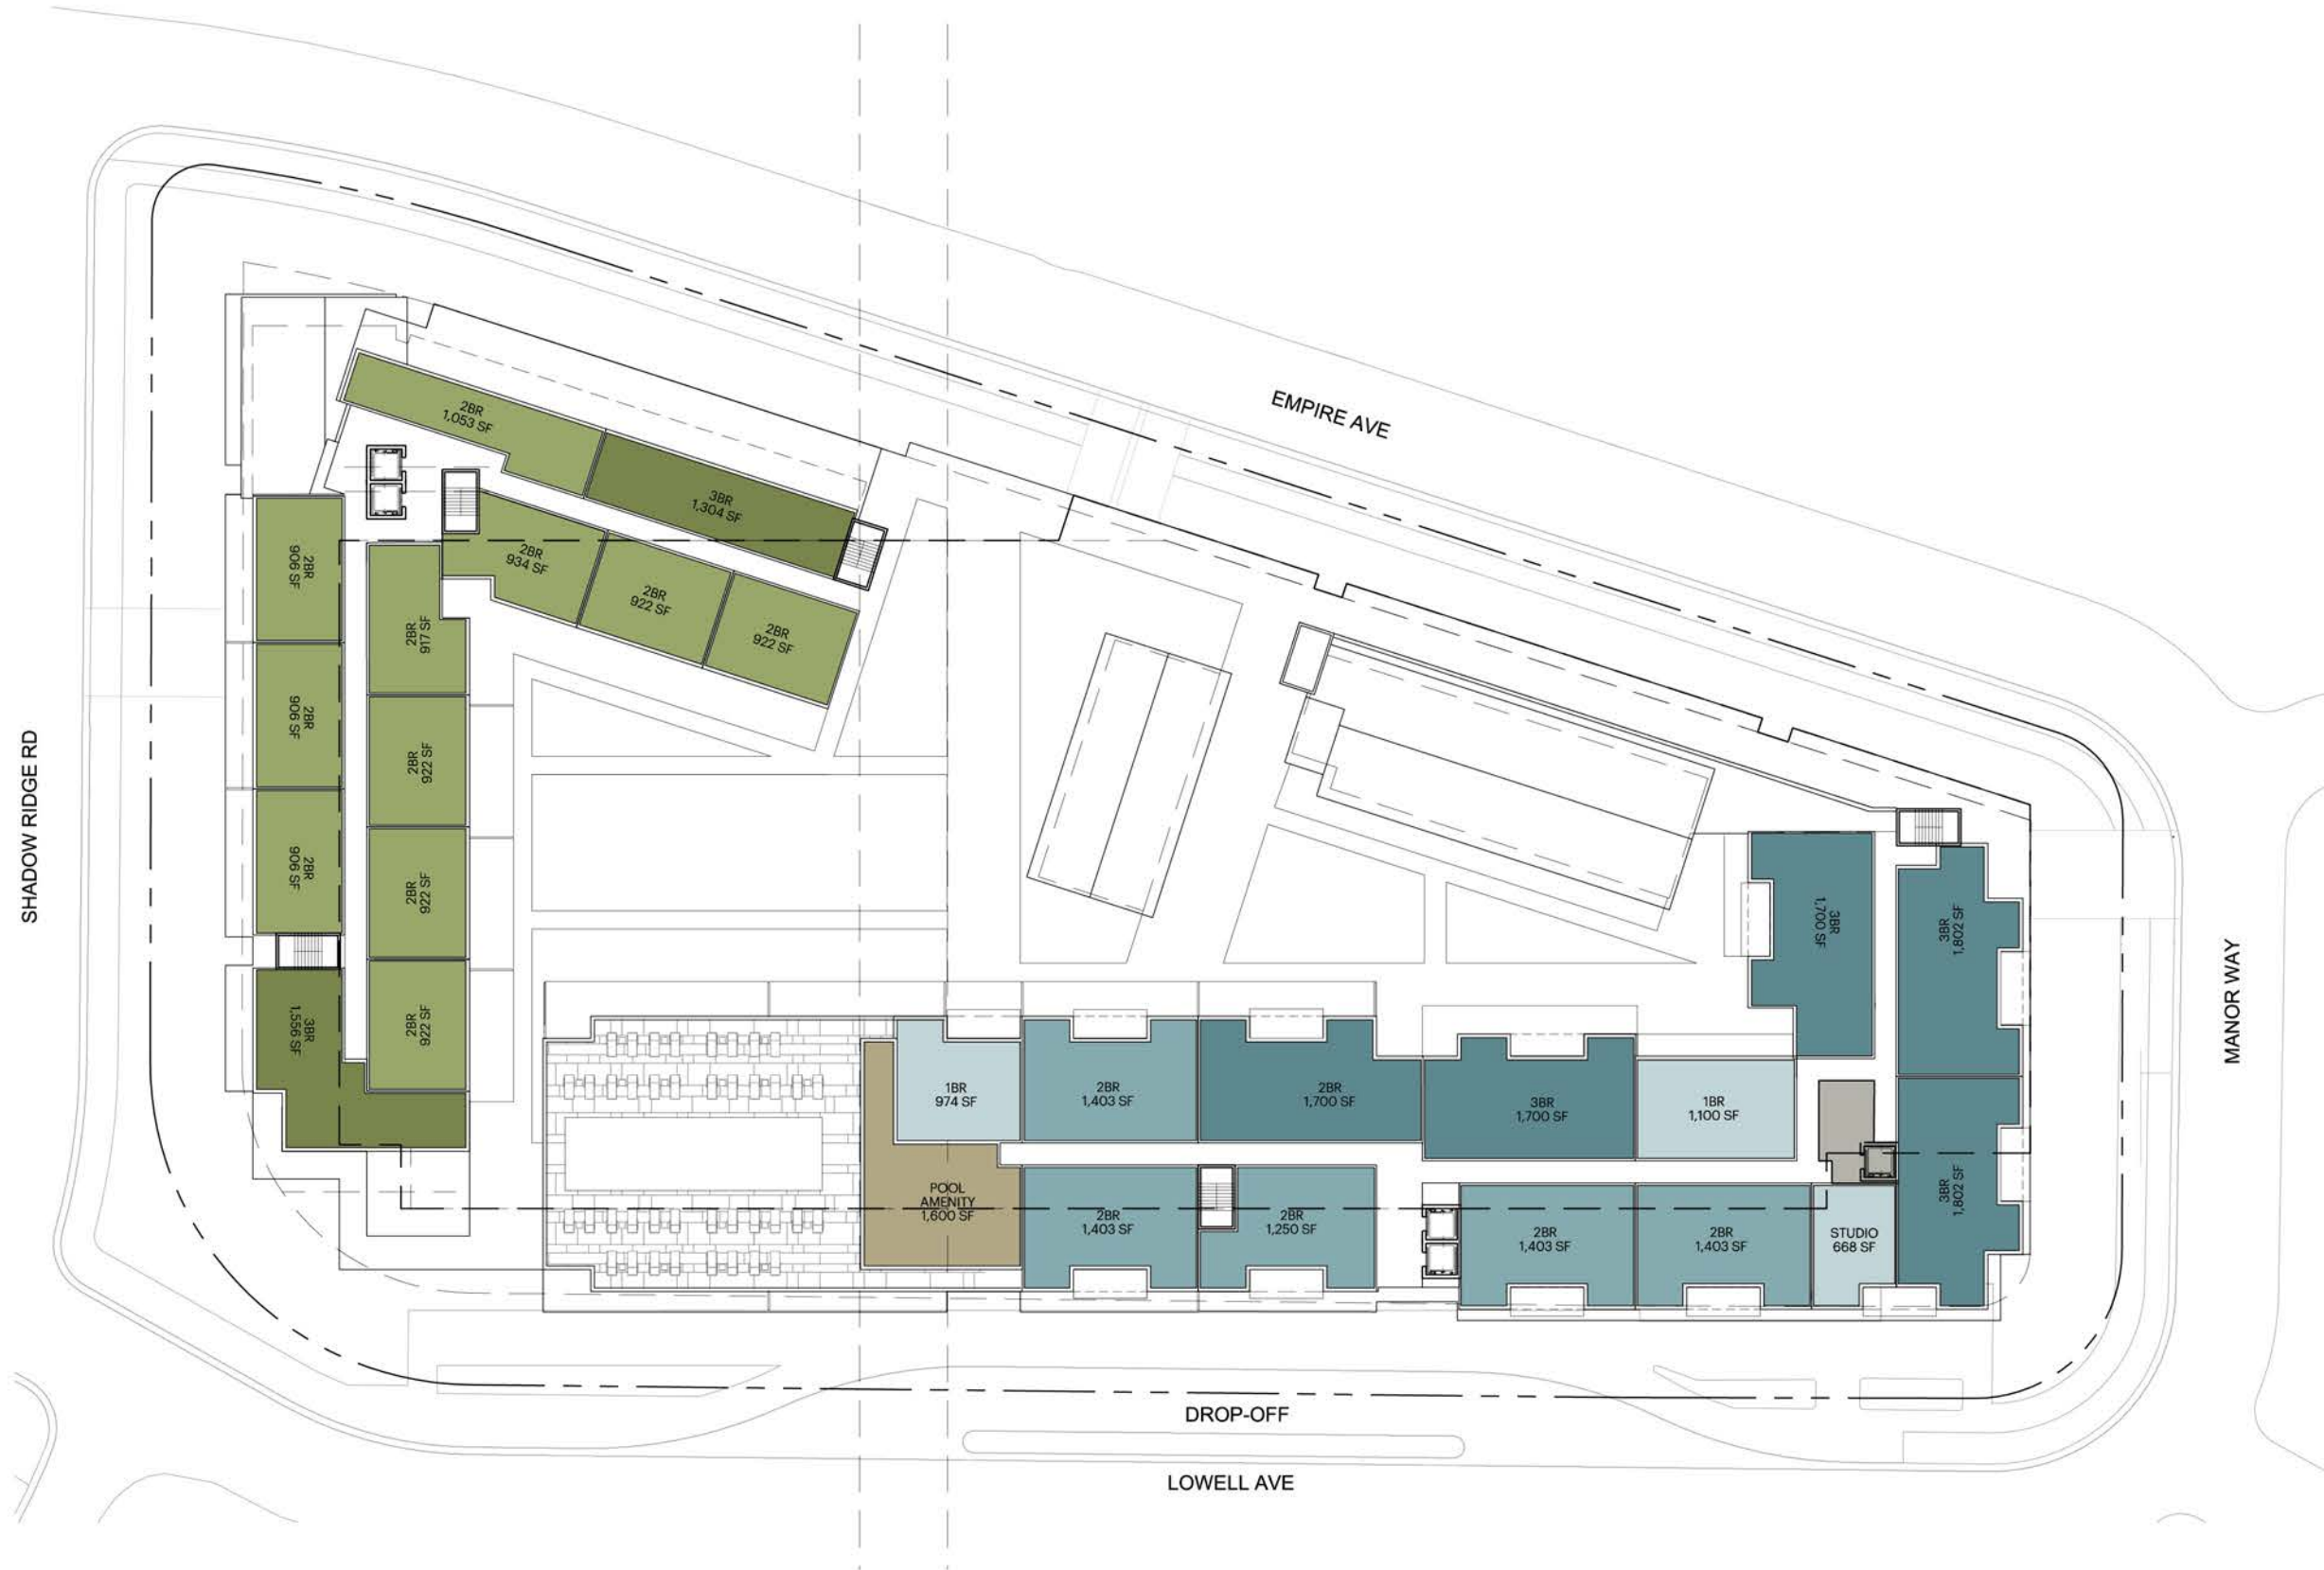 EMPIRE AVE
2BR
1,053 SF
3BR
1,304 SF
2BR
934 SF
2BR
922 SF
2BR
922 SF
2BR
906 SF
2BR
906 SF
2BR
906 SF
3BR
1,556 SF
2BR
917 SF
2BR
922 SF
2BR
922 SF
2BR
922 SF
SHADOW RIDGE RD
3BR
1,700 SF
3BR
1,802 SF
3BR
1,802 SF
MANOR WAY
1BR
974 SF
2BR
1,403 SF
2BR
1,700 SF
3BR
1,700 SF
1BR
1,100 SF
POOL
AMENITY
1,600 SF
2BR
1,403 SF
2BR
1,250 SF
2BR
1,403 SF
2BR
1,403 SF
STUDIO
668 SF
DROP-OFF
LOWELL AVE